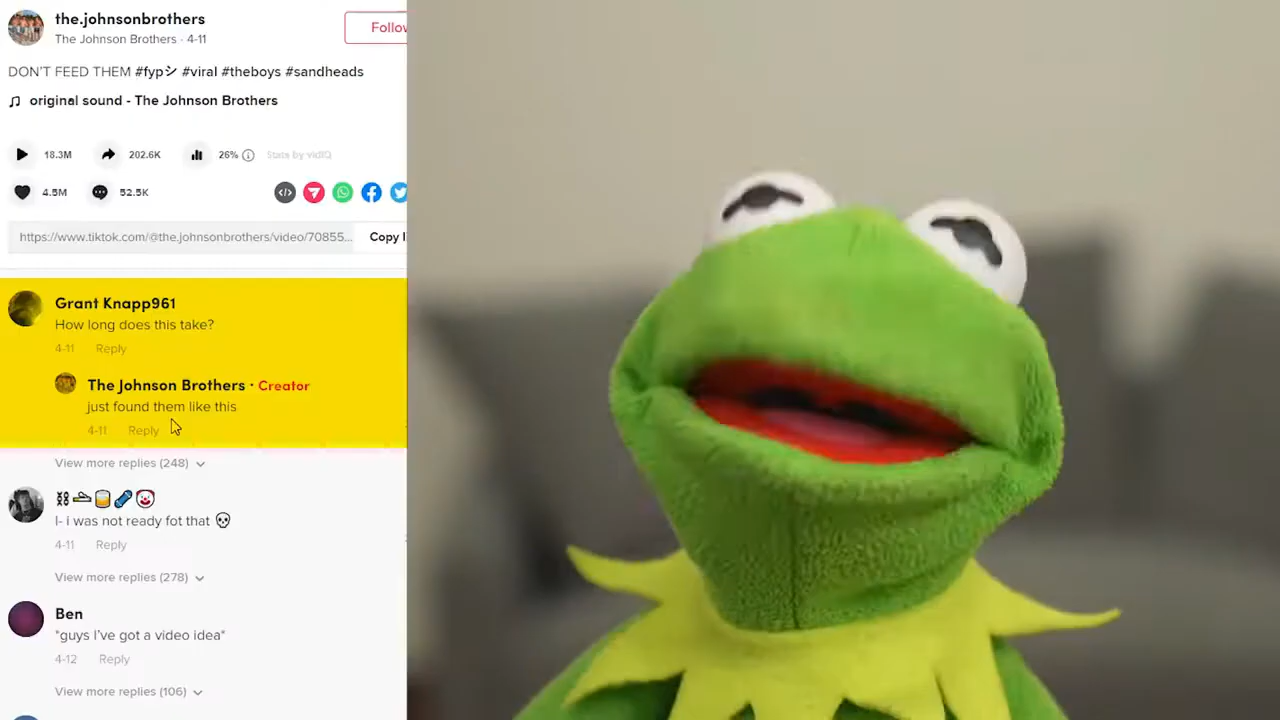 the.johnsonbrothers
The Johnson Brothers · 4-11
Follow
DON'T FEED THEM #fypシ #viral #theboys #sandheads
original sound - The Johnson Brothers
18.3M 202.6K 26% Stats by vidIQ
4.5M 52.5K
https://www.tiktok.com/@the.johnsonbrothers/video/70855... Copy l
Grant Knapp961
How long does this take?
4-11 Reply
The Johnson Brothers · Creator
just found them like this
4-11 Reply
View more replies (248)
⛓🚬🥃🧬🤡
I- i was not ready fot that 💀
4-11 Reply
View more replies (278)
Ben
*guys I've got a video idea*
4-12 Reply
View more replies (106)